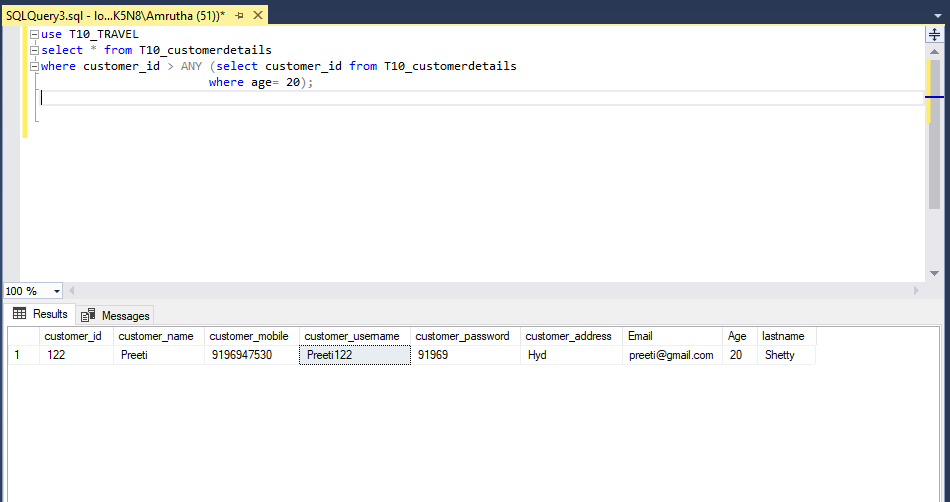 SQLQuery3.sql - lo...K5N8\Amrutha (51))*
use T10_TRAVEL
select * from T10_customerdetails
where customer_id > ANY (select customer_id from T10_customerdetails
where age= 20);
100 %
Results Messages
customer_id customer_name customer_mobile customer_username customer_password customer_address Email Age lastname
1 122 Preeti 9196947530 Preeti122 91969 Hyd preeti@gmail.com 20 Shetty